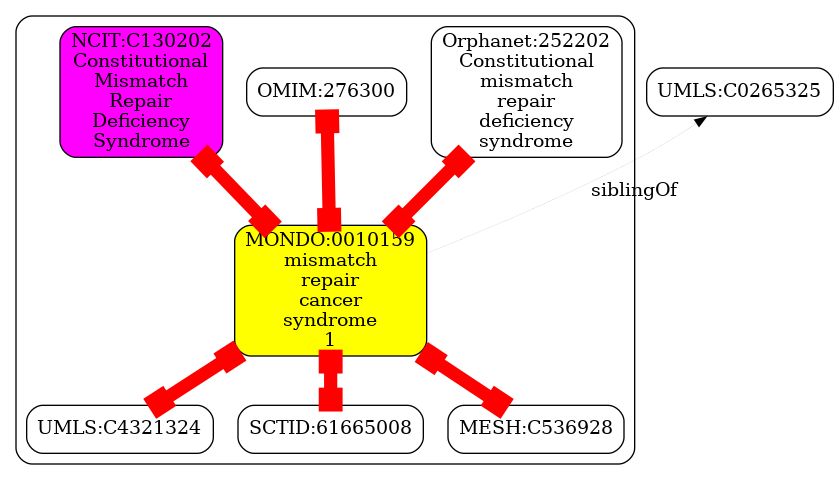 NCIT:C130202
Constitutional
Mismatch
Repair
Deficiency
Syndrome
OMIM:276300
Orphanet:252202
Constitutional
mismatch
repair
deficiency
syndrome
UMLS:C0265325
siblingOf
MONDO:0010159
mismatch
repair
cancer
syndrome
1
UMLS:C4321324
SCTID:61665008
MESH:C536928